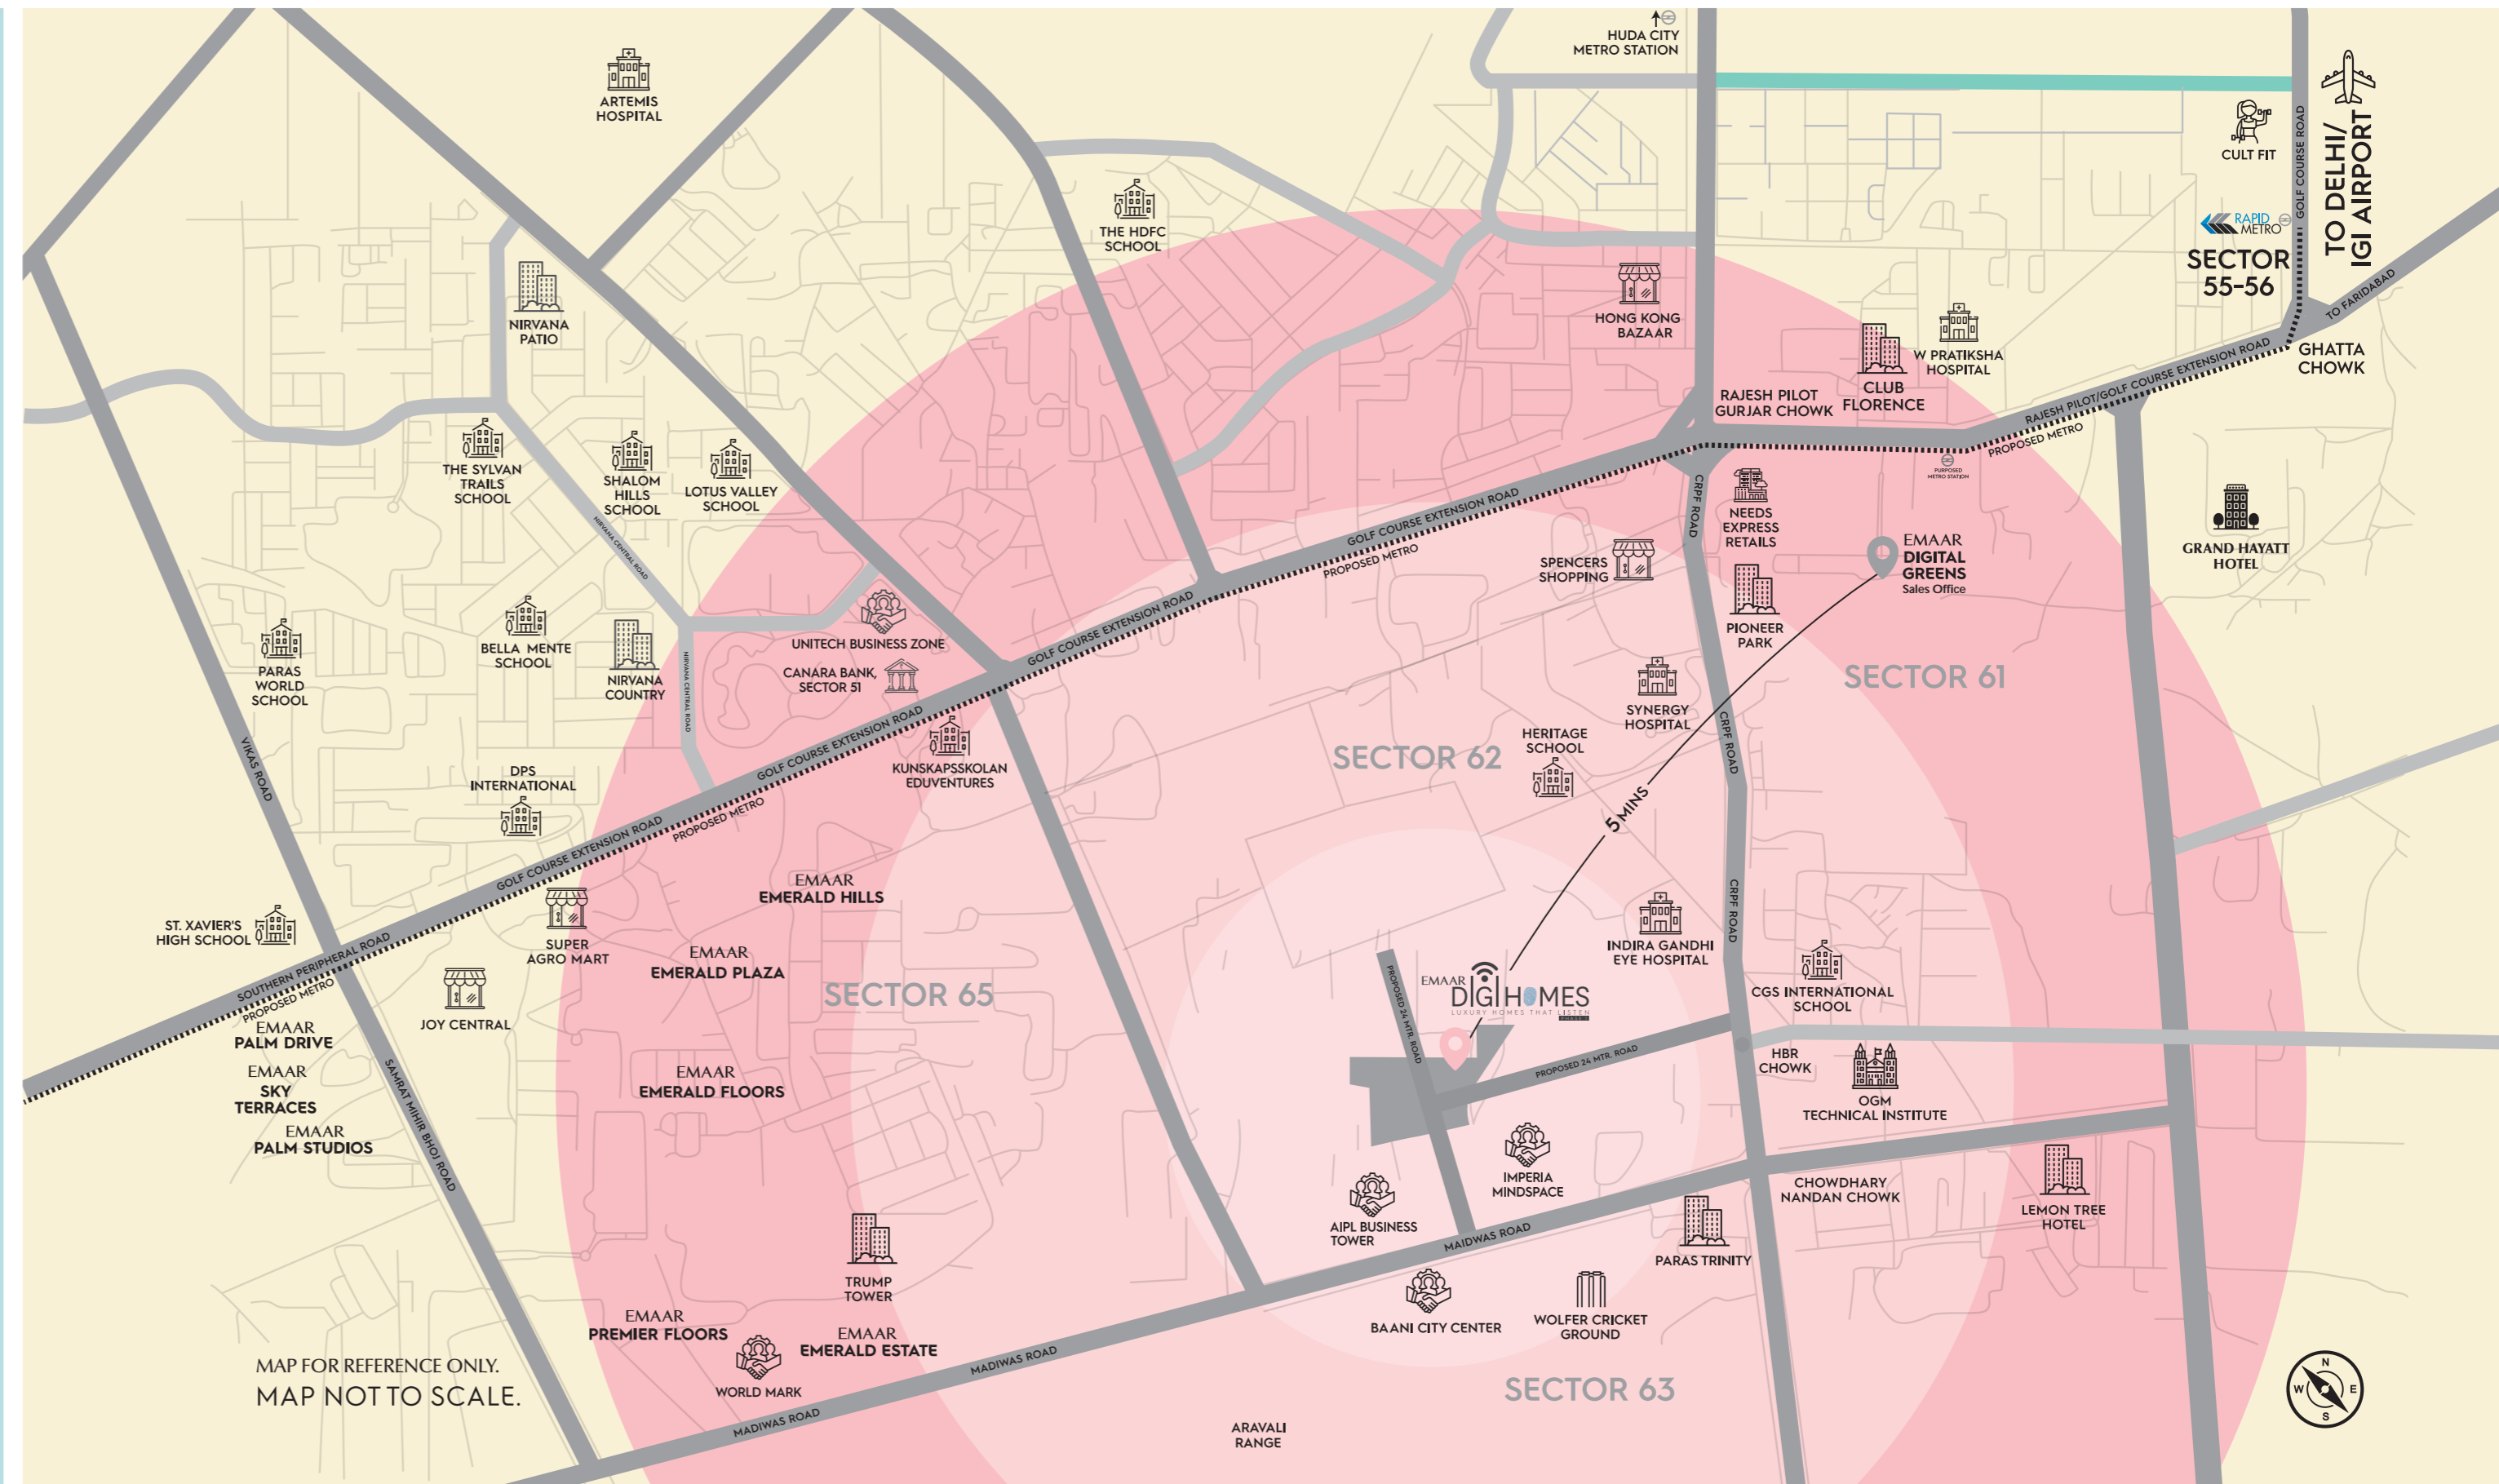 HUDA CITY
METRO STATION
ARTEMIS
HOSPITAL
CULT FIT
GOLF COURSE ROAD
TO DELHI/
IGI AIRPORT
THE HDFC
SCHOOL
RAPID
METRO
SECTOR
55-56
TO FARIDABAD
NIRVANA
PATIO
HONG KONG
BAZAAR
W PRATIKSHA
HOSPITAL
GHATTA
CHOWK
CLUB
FLORENCE
RAJESH PILOT
GURJAR CHOWK
RAJESH PILOT/GOLF COURSE EXTENSION ROAD
PROPOSED METRO
PURPOSED
METRO STATION
THE SYLVAN
TRAILS
SCHOOL
SHALOM
HILLS
SCHOOL
LOTUS VALLEY
SCHOOL
NIRVANA CENTRAL ROAD
GOLF COURSE EXTENSION ROAD
PROPOSED METRO
CRPF ROAD
NEEDS
EXPRESS
RETAILS
SPENCERS
SHOPPING
EMAAR
DIGITAL
GREENS
Sales Office
GRAND HAYATT
HOTEL
PIONEER
PARK
SECTOR 61
BELLA MENTE
SCHOOL
NIRVANA
COUNTRY
NIRVANA CENTRAL ROAD
UNITECH BUSINESS ZONE
CANARA BANK,
SECTOR 51
GOLF COURSE EXTENSION ROAD
PARAS
WORLD
SCHOOL
SYNERGY
HOSPITAL
HERITAGE
SCHOOL
SECTOR 62
CRPF ROAD
VIKAS ROAD
DPS
INTERNATIONAL
GOLF COURSE EXTENSION ROAD
KUNSKAPSSKOLAN
EDUVENTURES
PROPOSED METRO
5 MINS
GOLF COURSE EXTENSION ROAD
EMAAR
EMERALD HILLS
CRPF ROAD
ST. XAVIER'S
HIGH SCHOOL
SUPER
AGRO MART
INDIRA GANDHI
EYE HOSPITAL
SOUTHERN PERIPHERAL ROAD
PROPOSED METRO
EMAAR
EMERALD PLAZA
SECTOR 65
JOY CENTRAL
PROPOSED 24 MTR. ROAD
EMAAR
DIGIHOMES
LUXURY HOMES THAT LISTEN
CGS INTERNATIONAL
SCHOOL
EMAAR
PALM DRIVE
EMAAR
SKY
TERRACES
EMAAR
PALM STUDIOS
SAMRAT MIHIR BHOJ ROAD
EMAAR
EMERALD FLOORS
PROPOSED 24 MTR. ROAD
HBR
CHOWK
OGM
TECHNICAL INSTITUTE
IMPERIA
MINDSPACE
CHOWDHARY
NANDAN CHOWK
LEMON TREE
HOTEL
AIPL BUSINESS
TOWER
MAIDWAS ROAD
PARAS TRINITY
TRUMP
TOWER
BAANI CITY CENTER
WOLFER CRICKET
GROUND
EMAAR
PREMIER FLOORS
EMAAR
EMERALD ESTATE
WORLD MARK
MADIWAS ROAD
MADIWAS ROAD
SECTOR 63
ARAVALI
RANGE
MAP FOR REFERENCE ONLY.
MAP NOT TO SCALE.
N
W
E
S